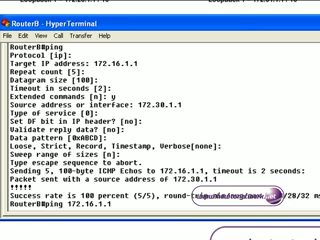 RouterB - HyperTerminal
File Edit View Call Transfer Help
RouterB#ping
Protocol [ip]:
Target IP address: 172.16.1.1
Repeat count [5]:
Datagram size [100]:
Timeout in seconds [2]:
Extended commands [n]: y
Source address or interface: 172.30.1.1
Type of service [0]:
Set DF bit in IP header? [no]:
Validate reply data? [no]:
Data pattern [0xABCD]:
Loose, Strict, Record, Timestamp, Verbose[none]:
Sweep range of sizes [n]:
Type escape sequence to abort.
Sending 5, 100-byte ICMP Echos to 172.16.1.1, timeout is 2 seconds:
Packet sent with a source address of 172.30.1.1
!!!!!
Success rate is 100 percent (5/5), /28/32 ms
RouterB#ping 172.16.1.1